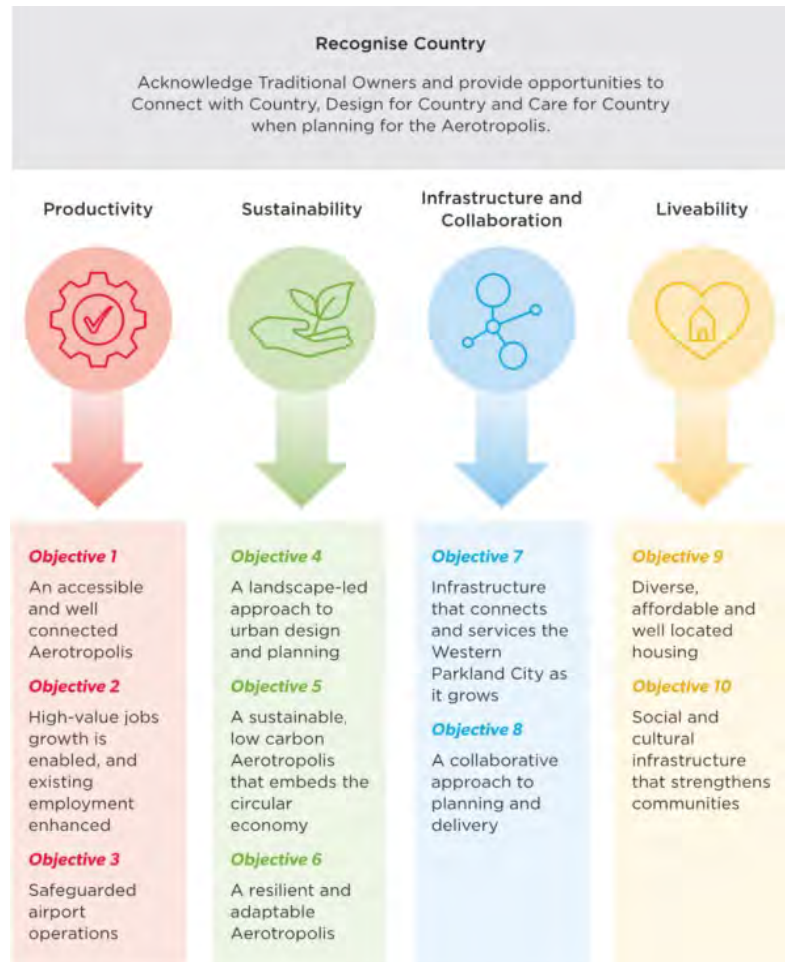 Recognise Country
Acknowledge Traditional Owners and provide opportunities to
Connect with Country, Design for Country and Care for Country
when planning for the Aerotropolis.
Productivity
Sustainability
Infrastructure and
Collaboration
Liveability
Objective 1
An accessible
and well
connected
Aerotropolis
Objective 2
High-value jobs
growth is
enabled, and
existing
employment
enhanced
Objective 3
Safeguarded
airport
operations
Objective 4
A landscape-led
approach to
urban design
and planning
Objective 5
A sustainable,
low carbon
Aerotropolis
that embeds the
circular
economy
Objective 6
A resilient and
adaptable
Aerotropolis
Objective 7
Infrastructure
that connects
and services the
Western
Parkland City as
it grows
Objective 8
A collaborative
approach to
planning and
delivery
Objective 9
Diverse,
affordable and
well located
housing
Objective 10
Social and
cultural
infrastructure
that strengthens
communities